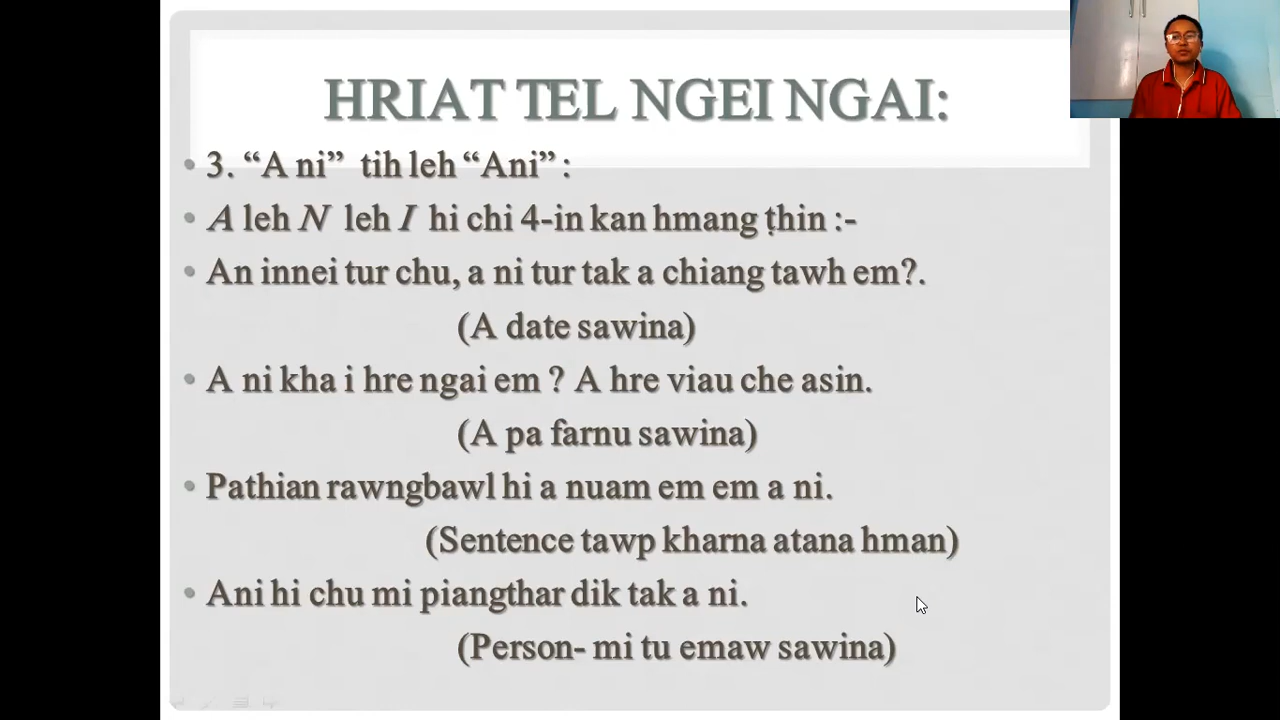 HRIAT TEL NGEI NGAI:
• 3. “A ni” tih leh “Ani” :
• A leh N leh I hi chi 4-in kan hmang ṭhin :-
• An innei tur chu, a ni tur tak a chiang tawh em?.
(A date sawina)
• A ni kha i hre ngai em ? A hre viau che asin.
(A pa farnu sawina)
• Pathian rawngbawl hi a nuam em em a ni.
(Sentence tawp kharna atana hman)
• Ani hi chu mi piangthar dik tak a ni.
(Person- mi tu emaw sawina)